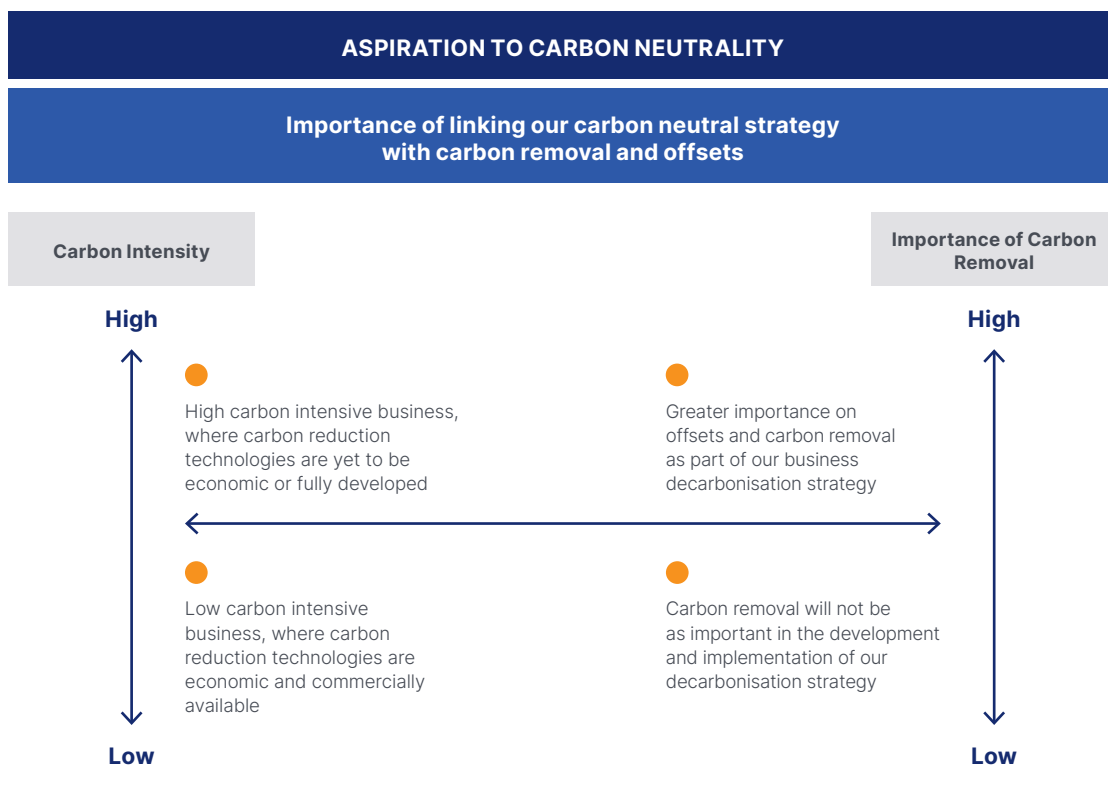 ASPIRATION TO CARBON NEUTRALITY
Importance of linking our carbon neutral strategy
with carbon removal and offsets
Carbon Intensity
Importance of Carbon
Removal
High
High
High carbon intensive business,
where carbon reduction
technologies are yet to be
economic or fully developed
Greater importance on
offsets and carbon removal
as part of our business
decarbonisation strategy
Low carbon intensive
business, where carbon
reduction technologies are
economic and commercially
available
Carbon removal will not be
as important in the development
and implementation of our
decarbonisation strategy
Low
Low